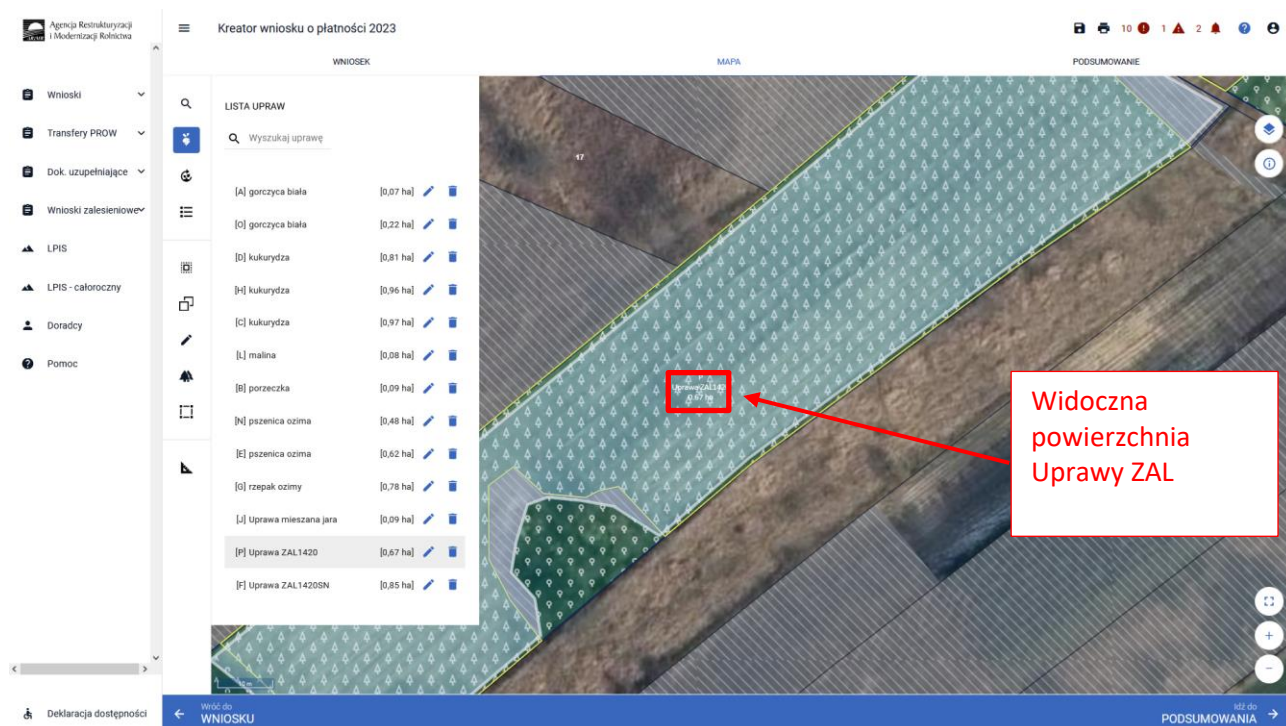 Agencja Restrukturyzacji
i Modernizacji Rolnictwa
Kreator wniosku o płatności 2023
10
1
2
WNIOSEK
MAPA
PODSUMOWANIE
Wnioski
Transfery PROW
Dok. uzupełniające
Wnioski zalesieniowe
LPIS
LPIS - całoroczny
Doradcy
Pomoc
LISTA UPRAW
Wyszukaj uprawę
[A] gorczyca biała [0,07 ha]
[O] gorczyca biała [0,22 ha]
[D] kukurydza [0,81 ha]
[H] kukurydza [0,96 ha]
[C] kukurydza [0,97 ha]
[L] malina [0,08 ha]
[B] porzeczka [0,09 ha]
[N] pszenica ozima [0,48 ha]
[E] pszenica ozima [0,62 ha]
[G] rzepak ozimy [0,78 ha]
[J] Uprawa mieszana jara [0,09 ha]
[P] Uprawa ZAL1420 [0,67 ha]
[F] Uprawa ZAL1420SN [0,85 ha]
17
P
Uprawa ZAL142
0,67 ha
Widoczna
powierzchnia
Uprawy ZAL
Deklaracja dostępności
Wróć do
WNIOSKU
Idź do
PODSUMOWANIA